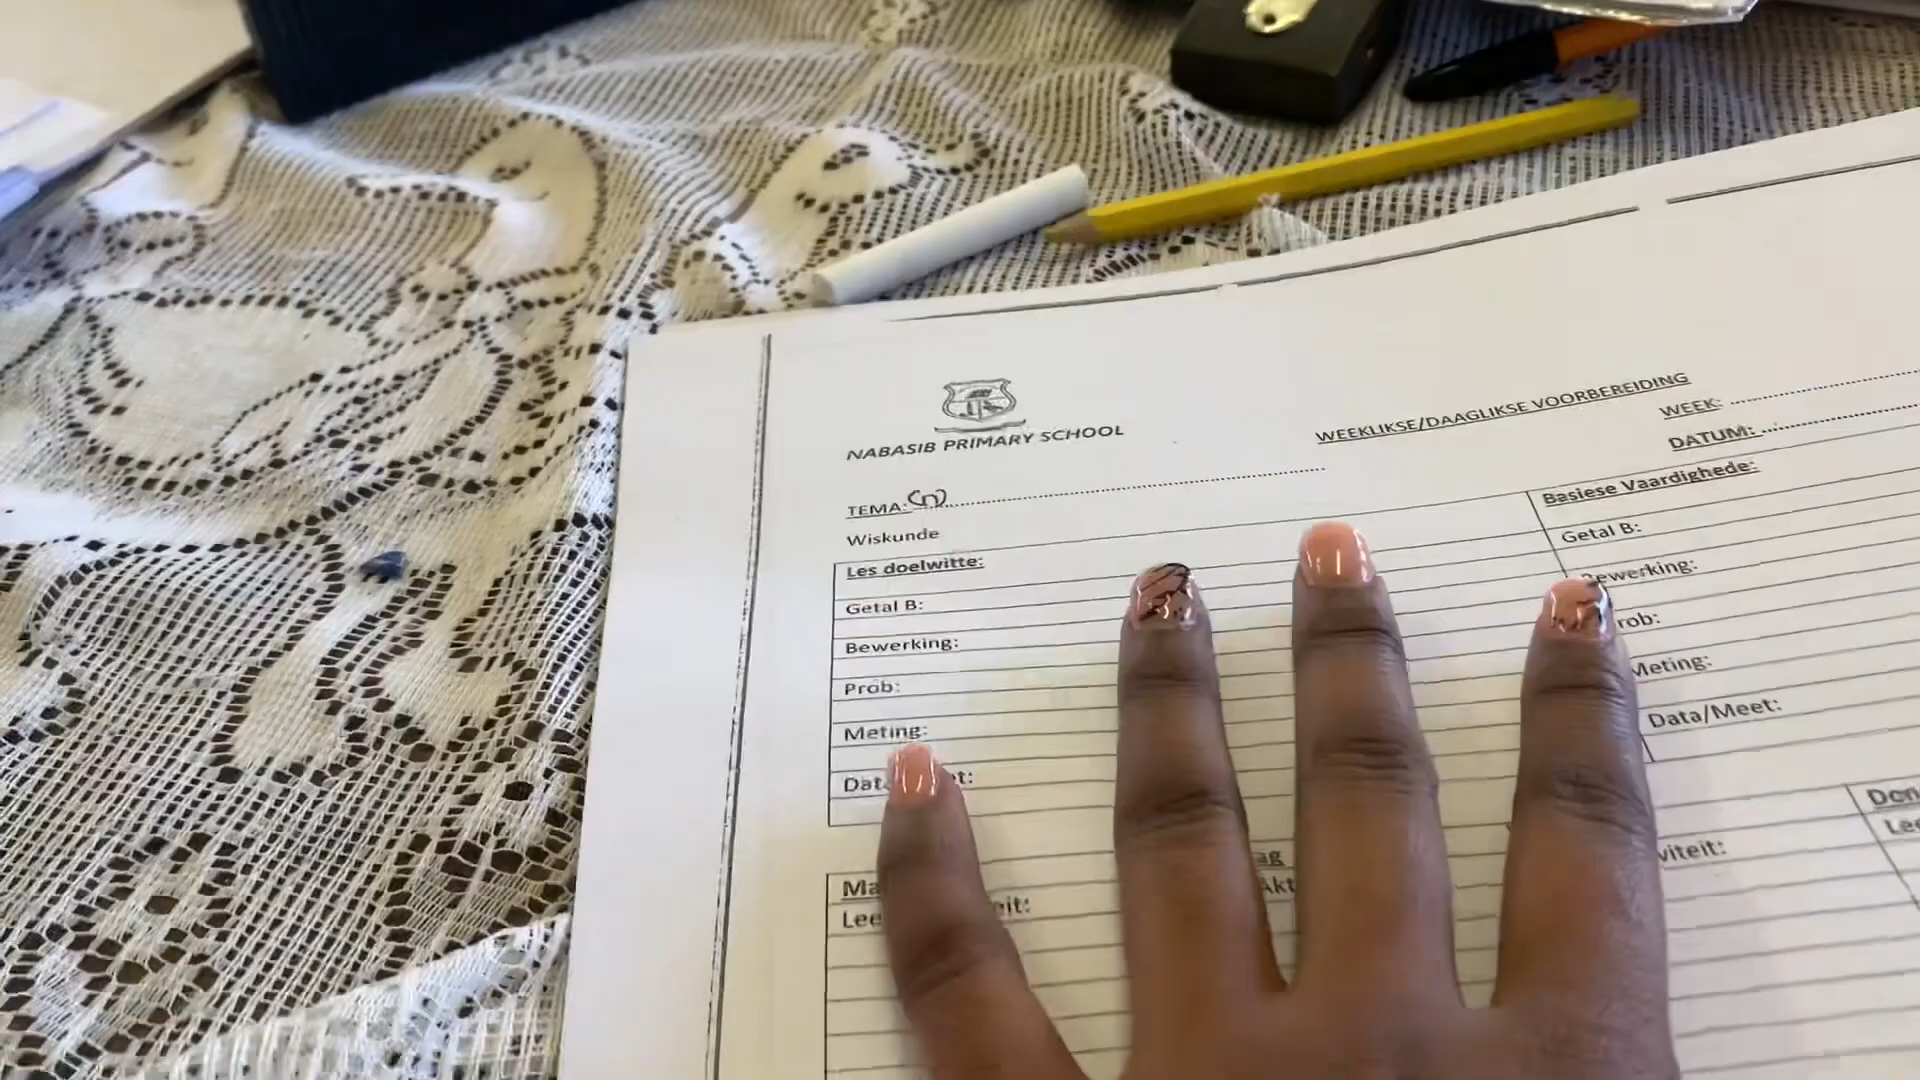 NABASIB PRIMARY SCHOOL
WEEKLIKSE/DAAGLIKSE VOORBEREIDING
WEEK:
DATUM:
TEMA:
Wiskunde
Les doelwitte:
Getal B:
Bewerking:
Prob:
Meting:
Basiese Vaardighede:
Getal B:
Meting:
Data/Meet: